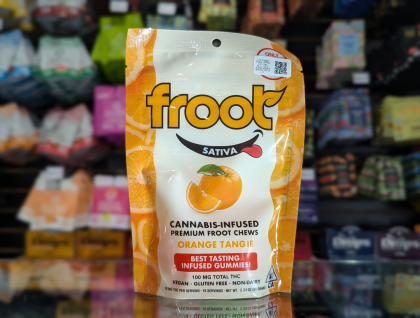 froot
SATIVA
CANNABIS-INFUSED
PREMIUM FROOT CHEWS
ORANGE TANGIE
BEST TASTING
INFUSED GUMMIES!
100 MG TOTAL THC
VEGAN · GLUTEN FREE · NON-DAIRY